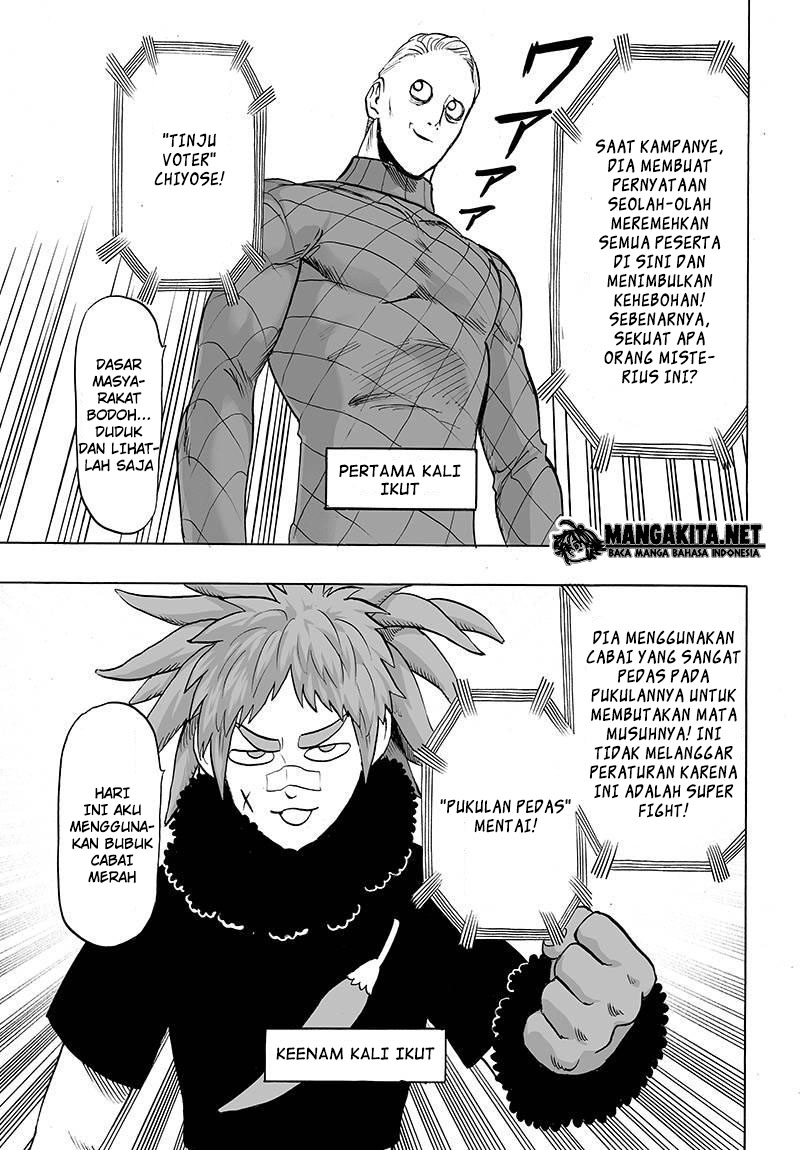 SAAT KAMPANYE,
DIA MEMBUAT
PERNYATAAN
SEOLAH-OLAH
MEREMEHKAN
SEMUA PESERTA
DI SINI DAN
MENIMBULKAN
KEHEBOHAN!
SEBENARNYA,
SEKUAT APA
ORANG MISTE-
RIUS INI?
ワァァァァ
"TINJU
VOTER"
CHIYOSE!
DASAR
MASYA-
RAKAT
BODOH...
DUDUK
DAN LIHAT-
LAH SAJA
PERTAMA KALI
IKUT
MANGAKITA.NET
BACA MANGA BAHASA INDONESIA
DIA MENGGUNAKAN
CABAI YANG SANGAT
PEDAS PADA
PUKULANNYA UNTUK
MEMBUTAKAN MATA
MUSUHNYA! INI
TIDAK MELANGGAR
PERATURAN KARENA
INI ADALAH SUPER
FIGHT!
"PUKULAN PEDAS"
MENTAI!
HARI
INI AKU
MENGGUNA-
KAN BUBUK
CABAI
MERAH
KEENAM KALI IKUT